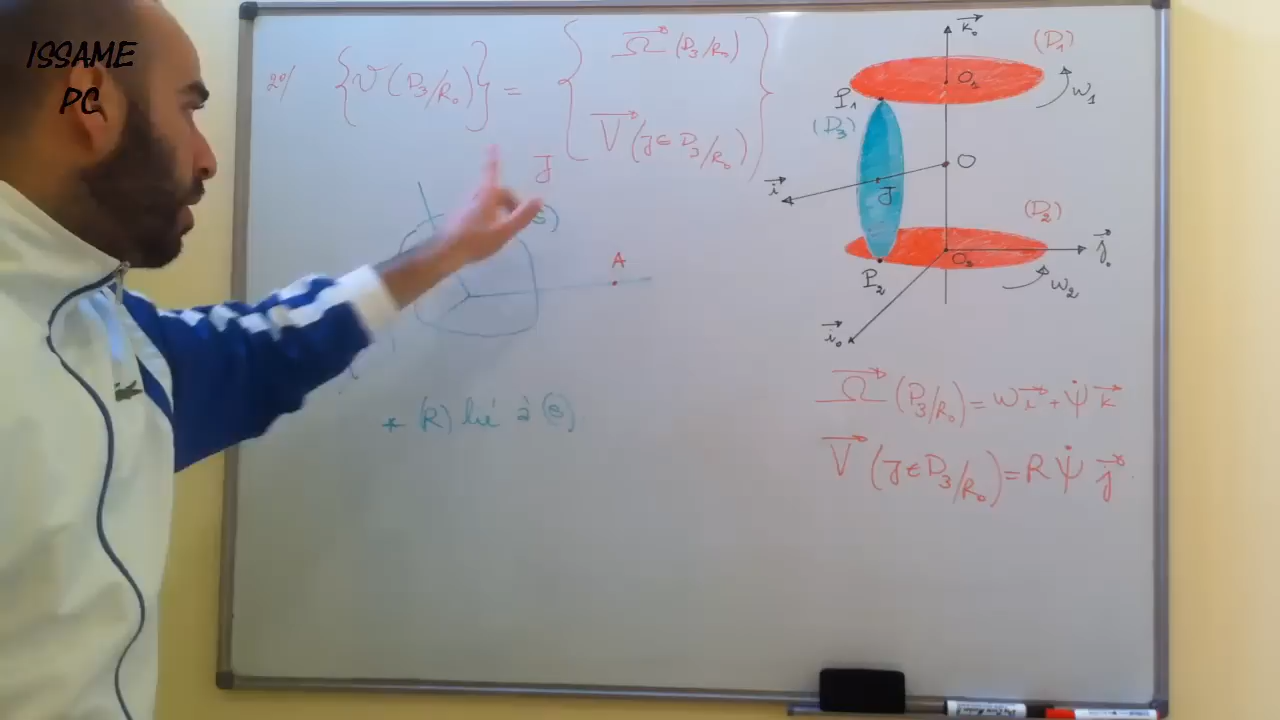 ISSAME
PC
2°/ {𝒱(D₃/R₀)} = { Ω⃗ (D₃/R₀)
V⃗ (J∈D₃/R₀) }
J
(S)
A
* (R) lié à (S)
k₀⃗
(D₁)
O₁
ω₁
P₁
(D₃)
O
i⃗
J
(D₂)
j₀⃗
O₂
P₂
ω₂
i₀⃗
Ω⃗ (D₃/R₀) = ω i⃗ + ψ̇ k⃗
V⃗ (J∈D₃/R₀) = R ψ̇ j⃗